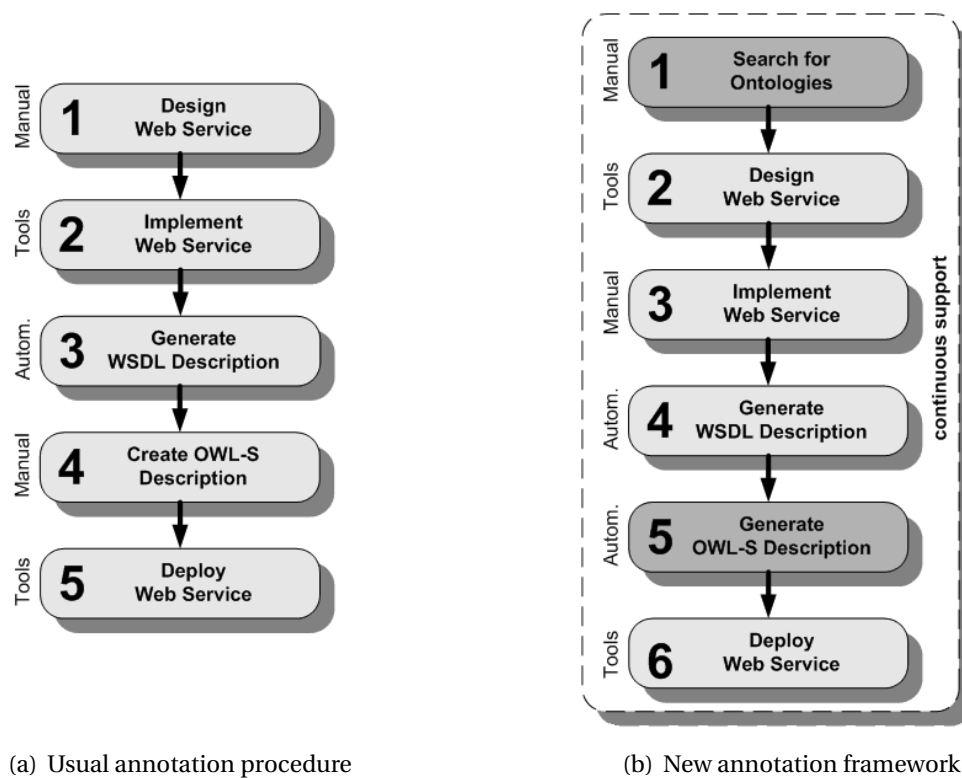 Manual
1
Design
Web Service
Tools
2
Implement
Web Service
Autom.
3
Generate
WSDL Description
Manual
4
Create OWL-S
Description
Tools
5
Deploy
Web Service
(a) Usual annotation procedure
Manual
1
Search for
Ontologies
Tools
2
Design
Web Service
Manual
3
Implement
Web Service
Autom.
4
Generate
WSDL Description
Autom.
5
Generate
OWL-S Description
Tools
6
Deploy
Web Service
continuous support
(b) New annotation framework